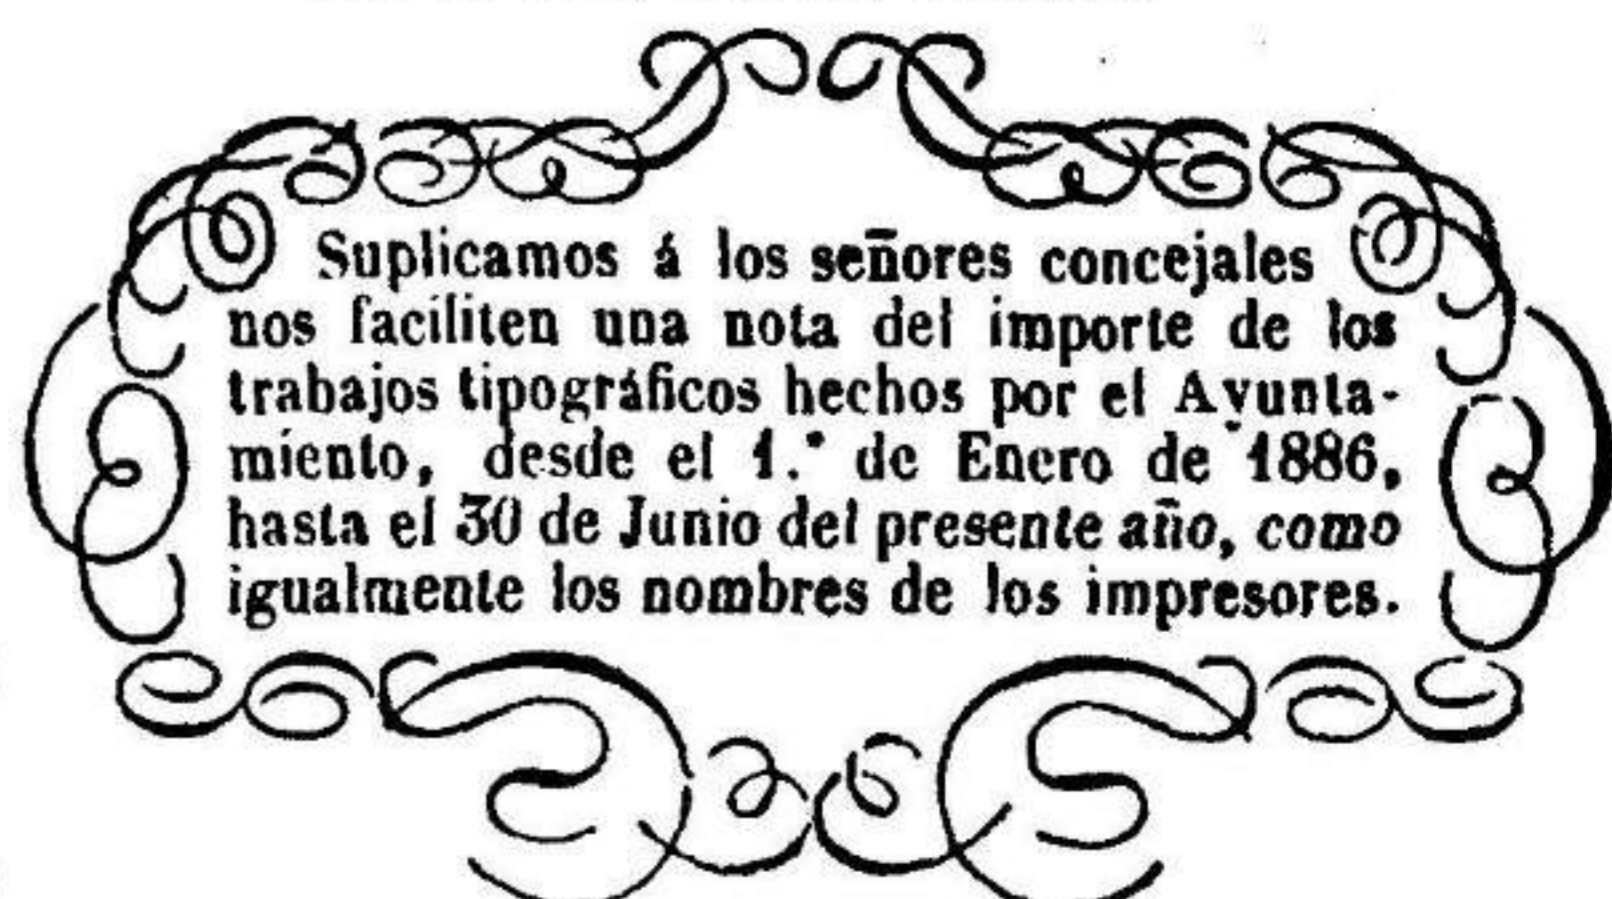 Suplicamos á los señores concejales
nos faciliten una nota del importe de los
trabajos tipográficos hechos por el Ayunta-
miento, desde el 1.º de Enero de 1886,
hasta el 30 de Junio del presente año, como
igualmente los nombres de los impresores.